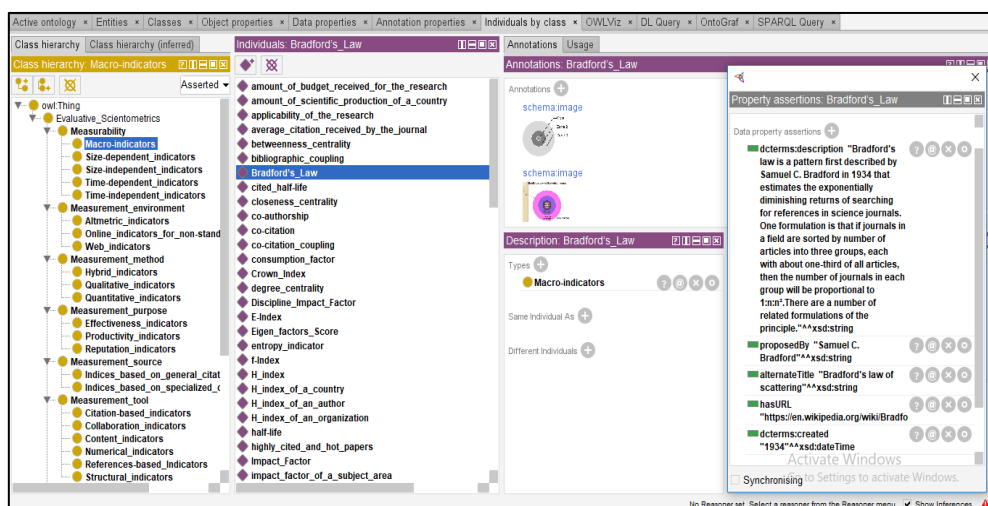 Active ontology × Entities × Classes × Object properties × Data properties × Annotation properties × Individuals by class × OWLViz × DL Query × OntoGraf × SPARQL Query ×
Class hierarchy Class hierarchy (inferred)
Class hierarchy: Macro-indicators
Asserted
owl:Thing
Evaluative_Scientometrics
Measurability
Macro-indicators
Size-dependent_indicators
Size-independent_indicators
Time-dependent_indicators
Time-independent_indicators
Measurement_environment
Altmetric_indicators
Online_indicators_for_non-stand
Web_indicators
Measurement_method
Hybrid_indicators
Qualitative_indicators
Quantitative_indicators
Measurement_purpose
Effectiveness_indicators
Productivity_indicators
Reputation_indicators
Measurement_source
Indices_based_on_general_citat
Indices_based_on_specialized_c
Measurement_tool
Citation-based_indicators
Collaboration_indicators
Content_indicators
Numerical_indicators
References-based_Indicators
Structural_indicators
Individuals: Bradford's_Law
amount_of_budget_received_for_the_research
amount_of_scientific_production_of_a_country
applicability_of_the_research
average_citation_received_by_the_journal
betweenness_centrality
bibliographic_coupling
Bradford's_Law
cited_half-life
closeness_centrality
co-authorship
co-citation
co-citation_coupling
consumption_factor
Crown_Index
degree_centrality
Discipline_Impact_Factor
E-Index
Eigen_factors_Score
entropy_indicator
f-Index
H_index
H_index_of_a_country
H_index_of_an_author
H_index_of_an_organization
half-life
highly_cited_and_hot_papers
Impact_Factor
impact_factor_of_a_subject_area
Annotations Usage
Annotations: Bradford's_Law
Annotations
schema:image
schema:image
Description: Bradford's_Law
Types
Macro-indicators
Same Individual As
Different Individuals
Property assertions: Bradford's_Law
Data property assertions
dcterms:description "Bradford's
law is a pattern first described by
Samuel C. Bradford in 1934 that
estimates the exponentially
diminishing returns of searching
for references in science journals.
One formulation is that if journals in
a field are sorted by number of
articles into three groups, each
with about one-third of all articles,
then the number of journals in each
group will be proportional to
1:n:n².There are a number of
related formulations of the
principle."^^xsd:string
proposedBy "Samuel C.
Bradford"^^xsd:string
alternateTitle "Bradford's law of
scattering"^^xsd:string
hasURL
"https://en.wikipedia.org/wiki/Bradfo
dcterms:created
"1934"^^xsd:dateTime
Activate Windows
Go to Settings to activate Windows.
Synchronising
No Reasoner set. Select a reasoner from the Reasoner menu Show Inferences